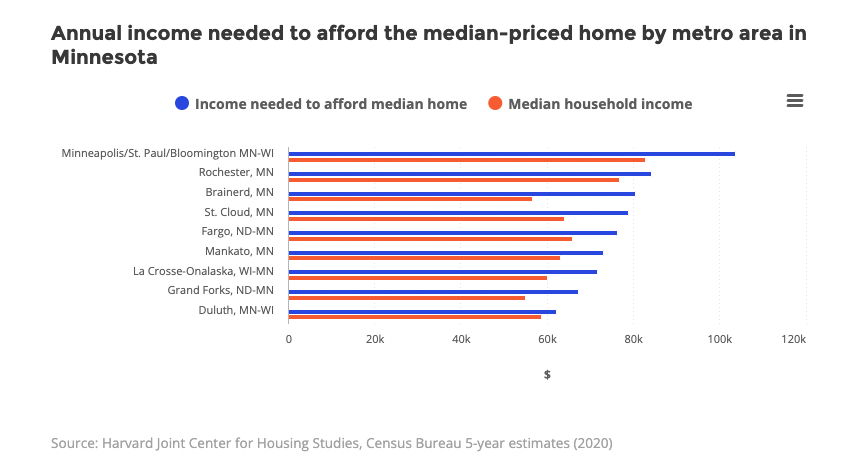 Annual income needed to afford the median-priced home by metro area in
Minnesota
Income needed to afford median home
Median household income
Minneapolis/St. Paul/Bloomington MN-WI
Rochester, MN
Brainerd, MN
St. Cloud, MN
Fargo, ND-MN
Mankato, MN
La Crosse-Onalaska, WI-MN
Grand Forks, ND-MN
Duluth, MN-WI
0 20k 40k 60k 80k 100k 120k
$
Source: Harvard Joint Center for Housing Studies, Census Bureau 5-year estimates (2020)